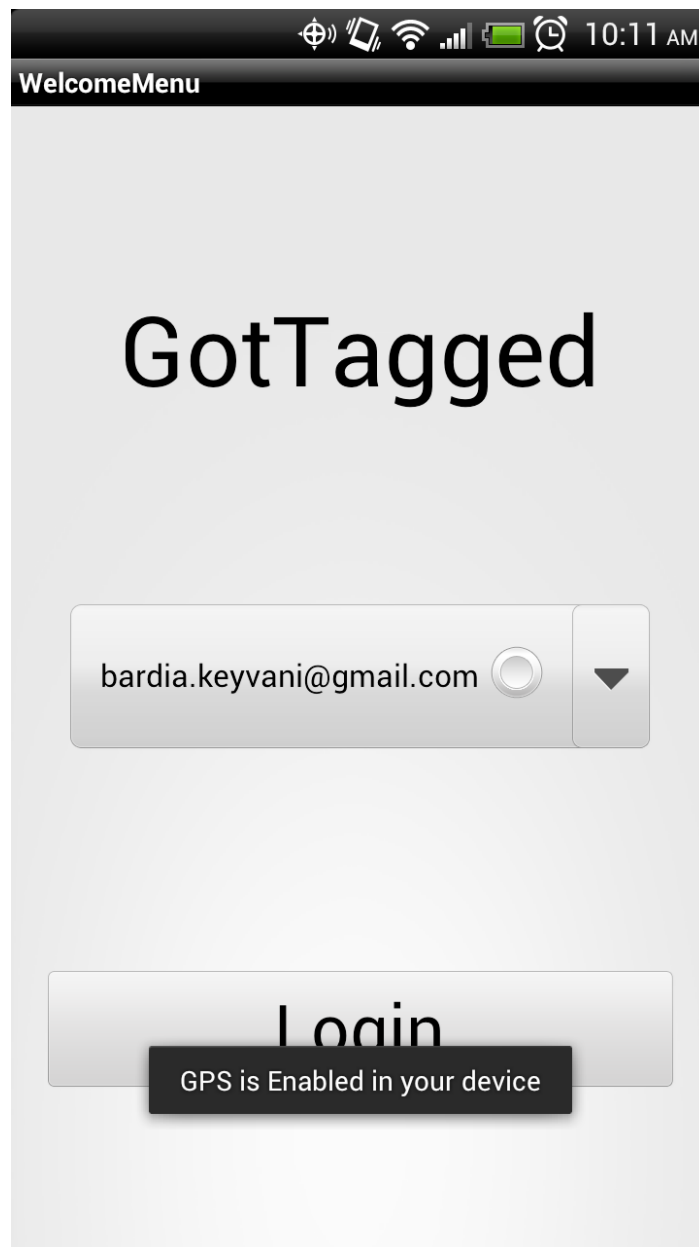 10:11 AM
WelcomeMenu
GotTagged
bardia.keyvani@gmail.com
Login
GPS is Enabled in your device